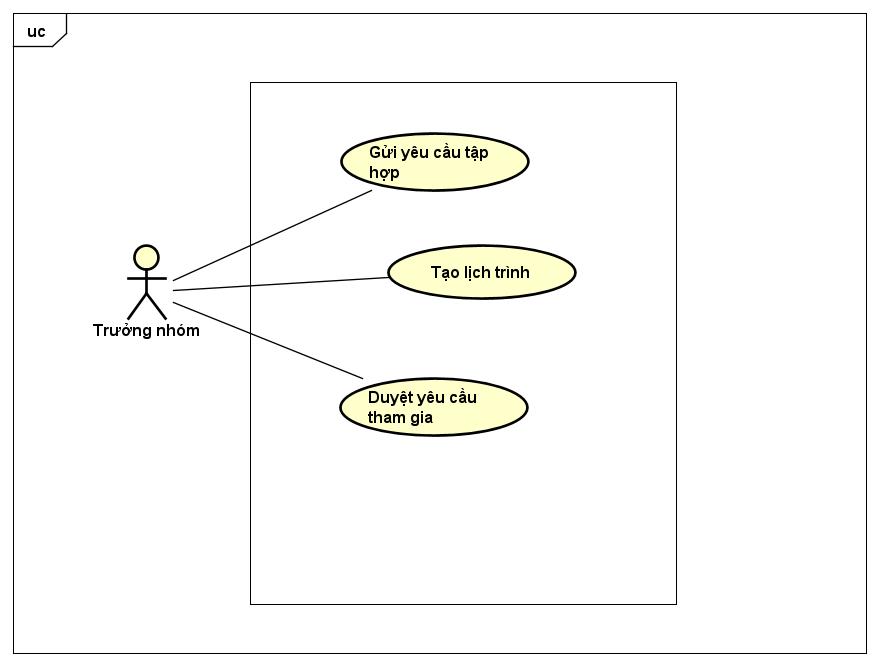 uc
Gửi yêu cầu tập
hợp
Tạo lịch trình
Trưởng nhóm
Duyệt yêu cầu
tham gia